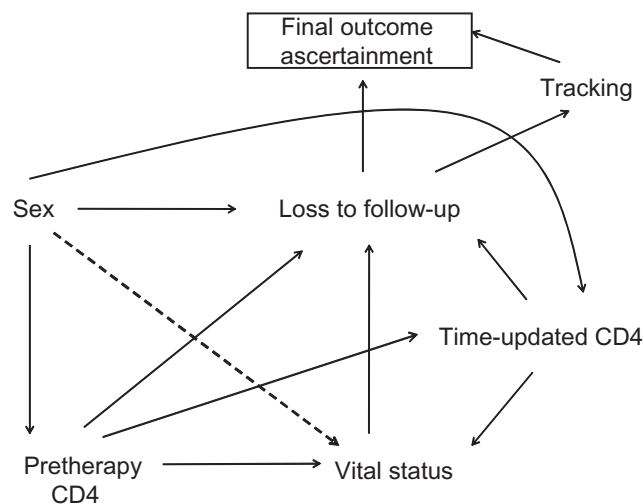 Final outcome
ascertainment
Tracking
Sex
Loss to follow-up
Time-updated CD4
Pretherapy
CD4
Vital status